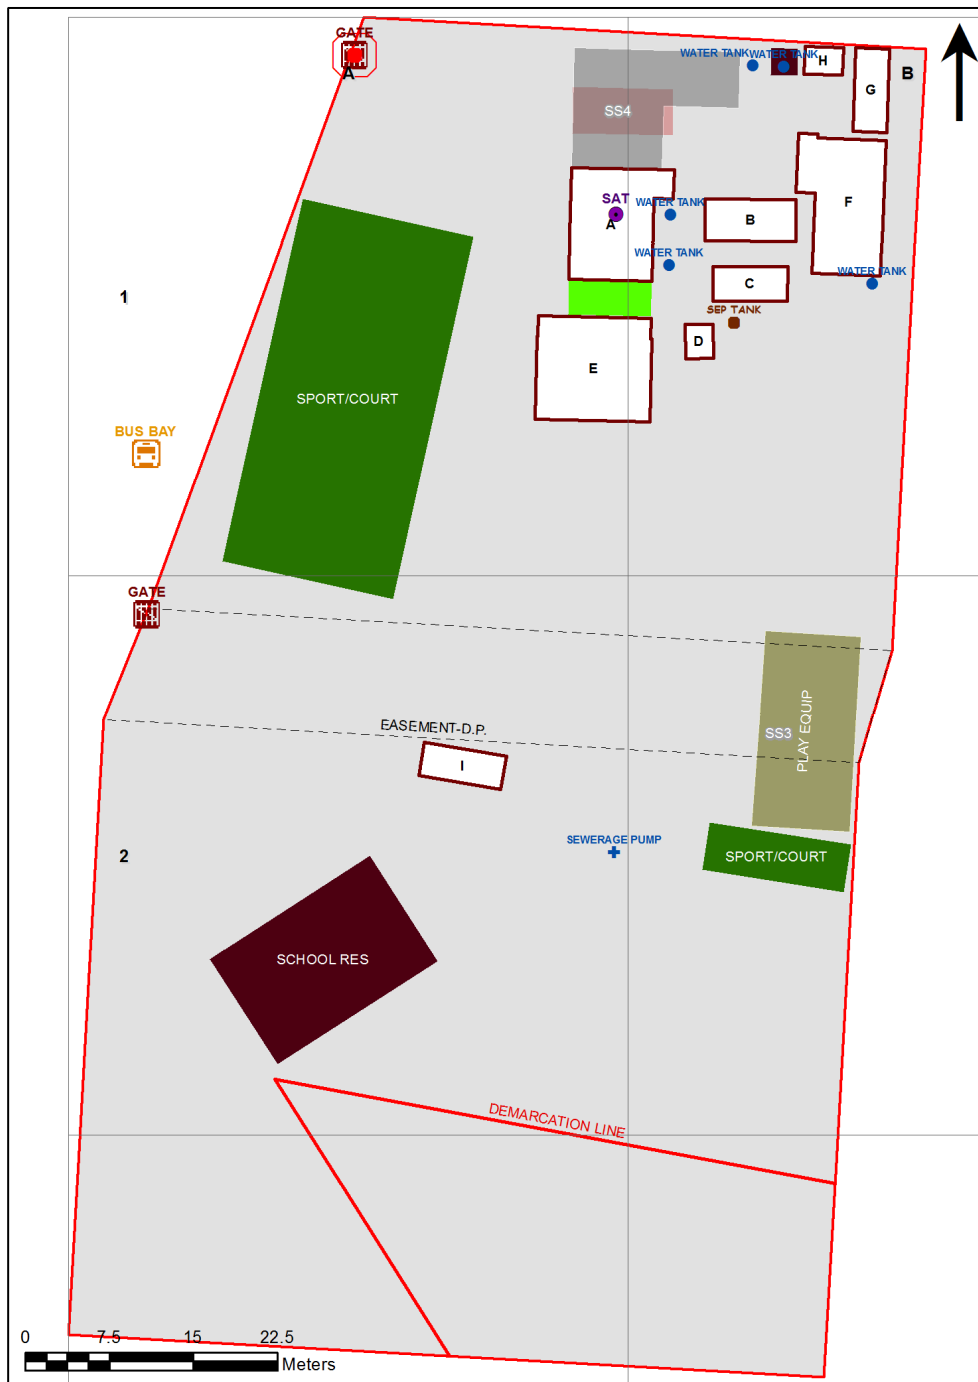 GATE
A
WATER TANK
WATER TANK
H
B
G
SS4
SAT
A
WATER TANK
B
F
WATER TANK
C
WATER TANK
1
SEP TANK
D
E
SPORT/COURT
BUS BAY
GATE
EASEMENT-D.P.
SS3
PLAY EQUIP
I
2
SEWERAGE PUMP
SPORT/COURT
SCHOOL RES
DEMARCATION LINE
0 7.5 15 22.5
Meters